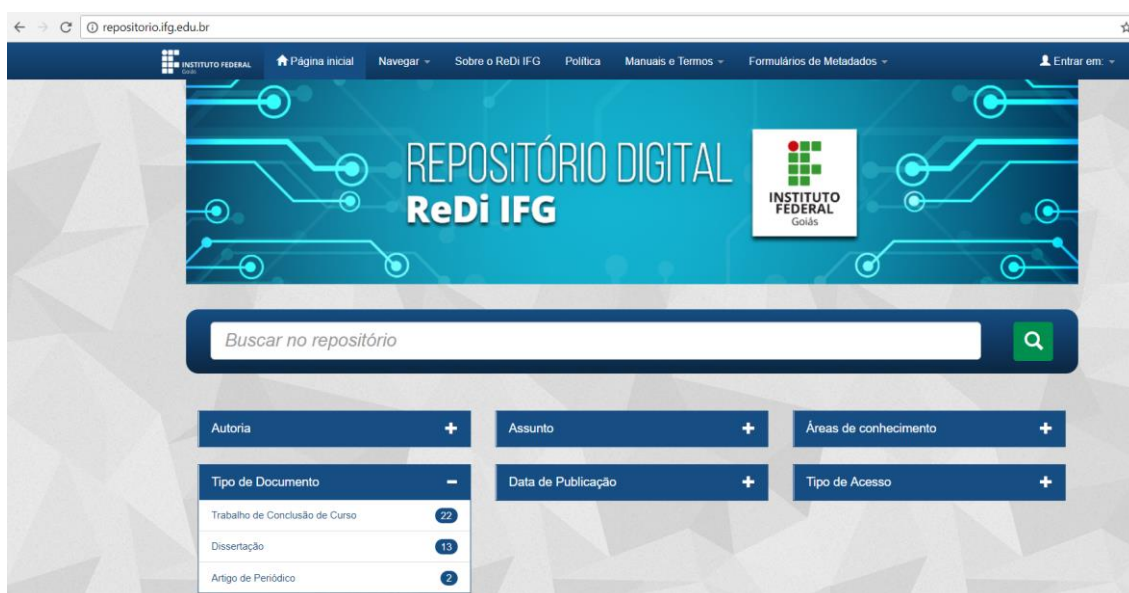 repositorio.ifg.edu.br
INSTITUTO FEDERAL
Goiás
Página inicial Navegar Sobre o ReDi IFG Política Manuais e Termos Formulários de Metadados Entrar em:
REPOSITÓRIO DIGITAL
ReDi IFG
INSTITUTO
FEDERAL
Goiás
Buscar no repositório
Autoria Assunto Áreas de conhecimento
Tipo de Documento Data de Publicação Tipo de Acesso
Trabalho de Conclusão de Curso 22
Dissertação 13
Artigo de Periódico 2